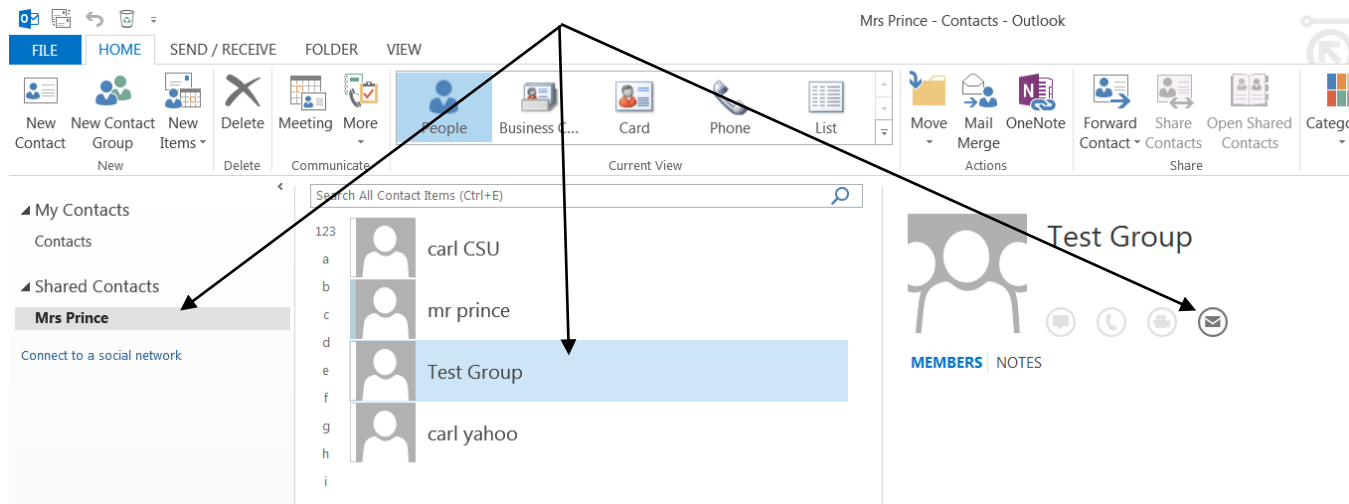 Mrs Prince - Contacts - Outlook
FILE HOME SEND / RECEIVE FOLDER VIEW
New Contact
New Contact Group
New Items
Delete
Meeting
More
People
Business C...
Card
Phone
List
Move
Mail Merge
OneNote
Forward Contact
Share Contacts
Open Shared Contacts
Catego
New
Delete
Communicate
Current View
Actions
Share
My Contacts
Contacts
Shared Contacts
Mrs Prince
Connect to a social network
Search All Contact Items (Ctrl+E)
123
a
b
c
d
e
f
g
h
i
carl CSU
mr prince
Test Group
carl yahoo
Test Group
MEMBERS NOTES